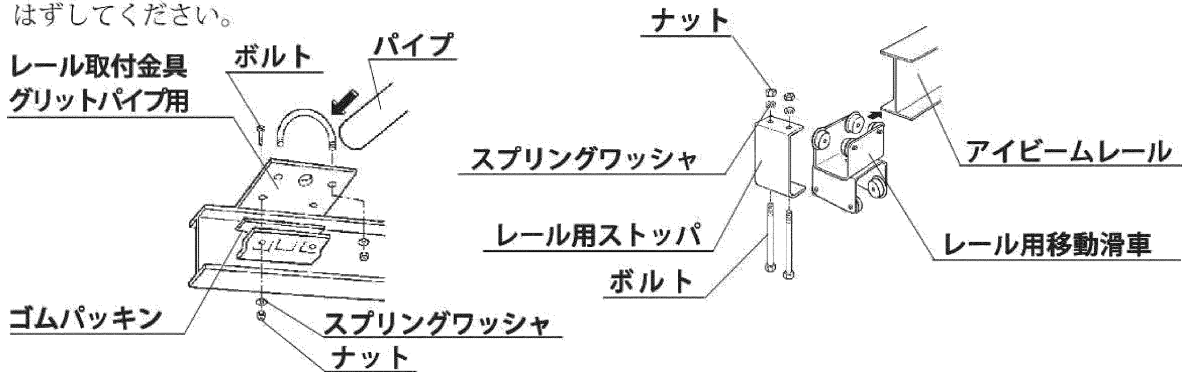 はずしてください。
レール取付金具
グリットパイプ用
ボルト
パイプ
ゴムパッキン
スプリングワッシャ
ナット
ナット
スプリングワッシャ
レール用ストッパ
ボルト
アイビームレール
レール用移動滑車